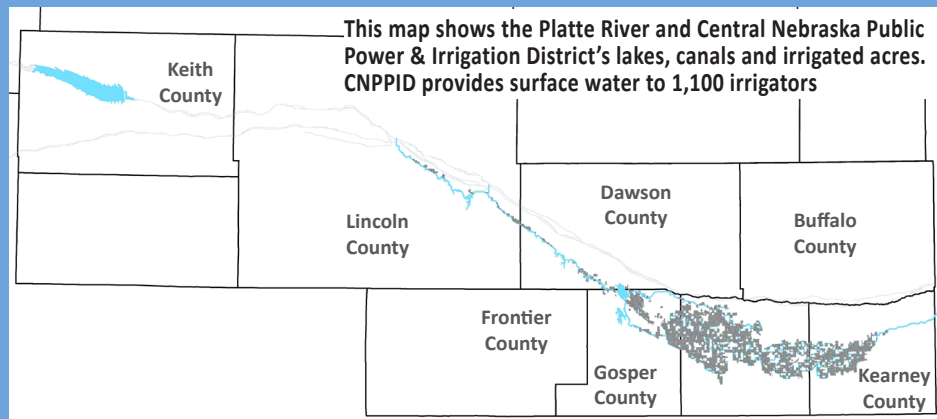 This map shows the Platte River and Central Nebraska Public
Power & Irrigation District's lakes, canals and irrigated acres.
CNPPID provides surface water to 1,100 irrigators
Keith
County
Lincoln
County
Dawson
County
Buffalo
County
Frontier
County
Gosper
County
Kearney
County